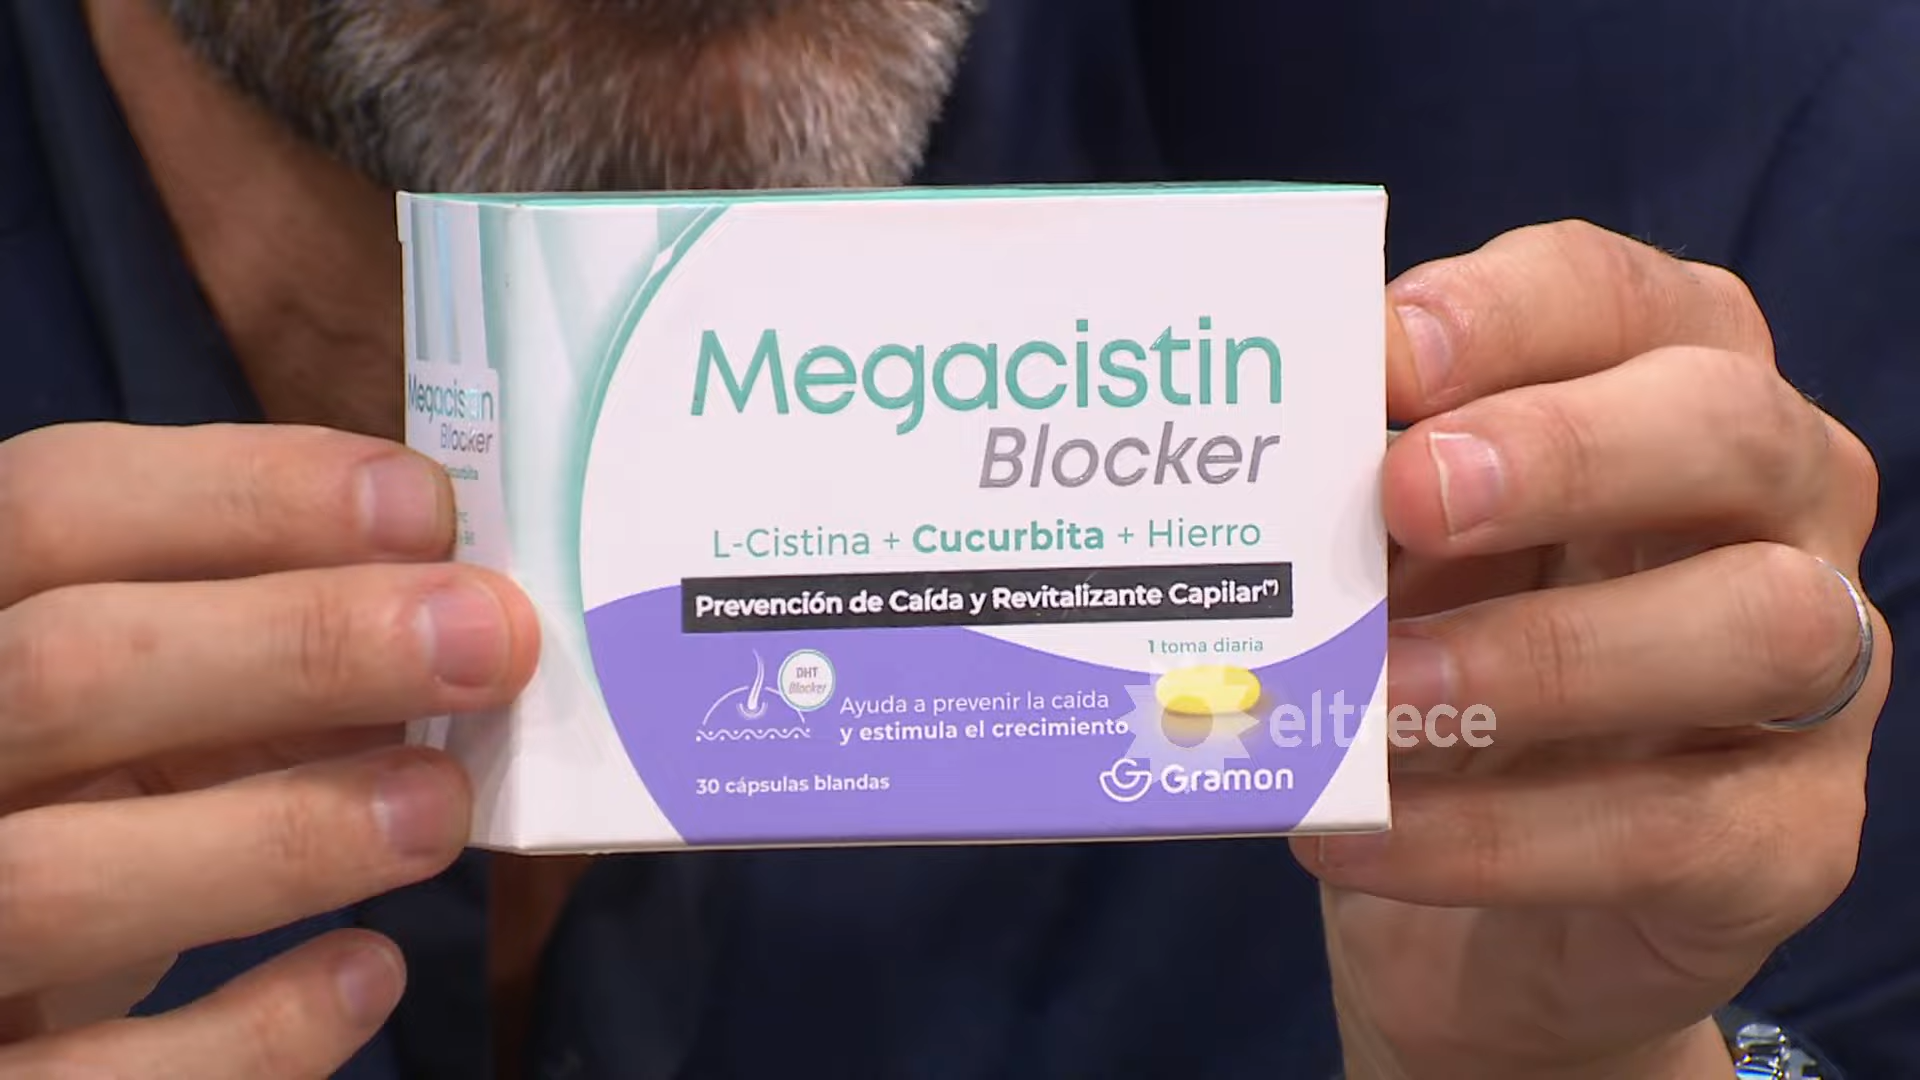 Megacistin
Blocker
L-Cistina + Cucurbita + Hierro
Prevención de Caída y Revitalizante Capilar(*)
1 toma diaria
DHT
Blocker
Ayuda a prevenir la caída
y estimula el crecimiento
30 cápsulas blandas
Gramon
eltrece
Megacistin
Blocker
Cucurbita